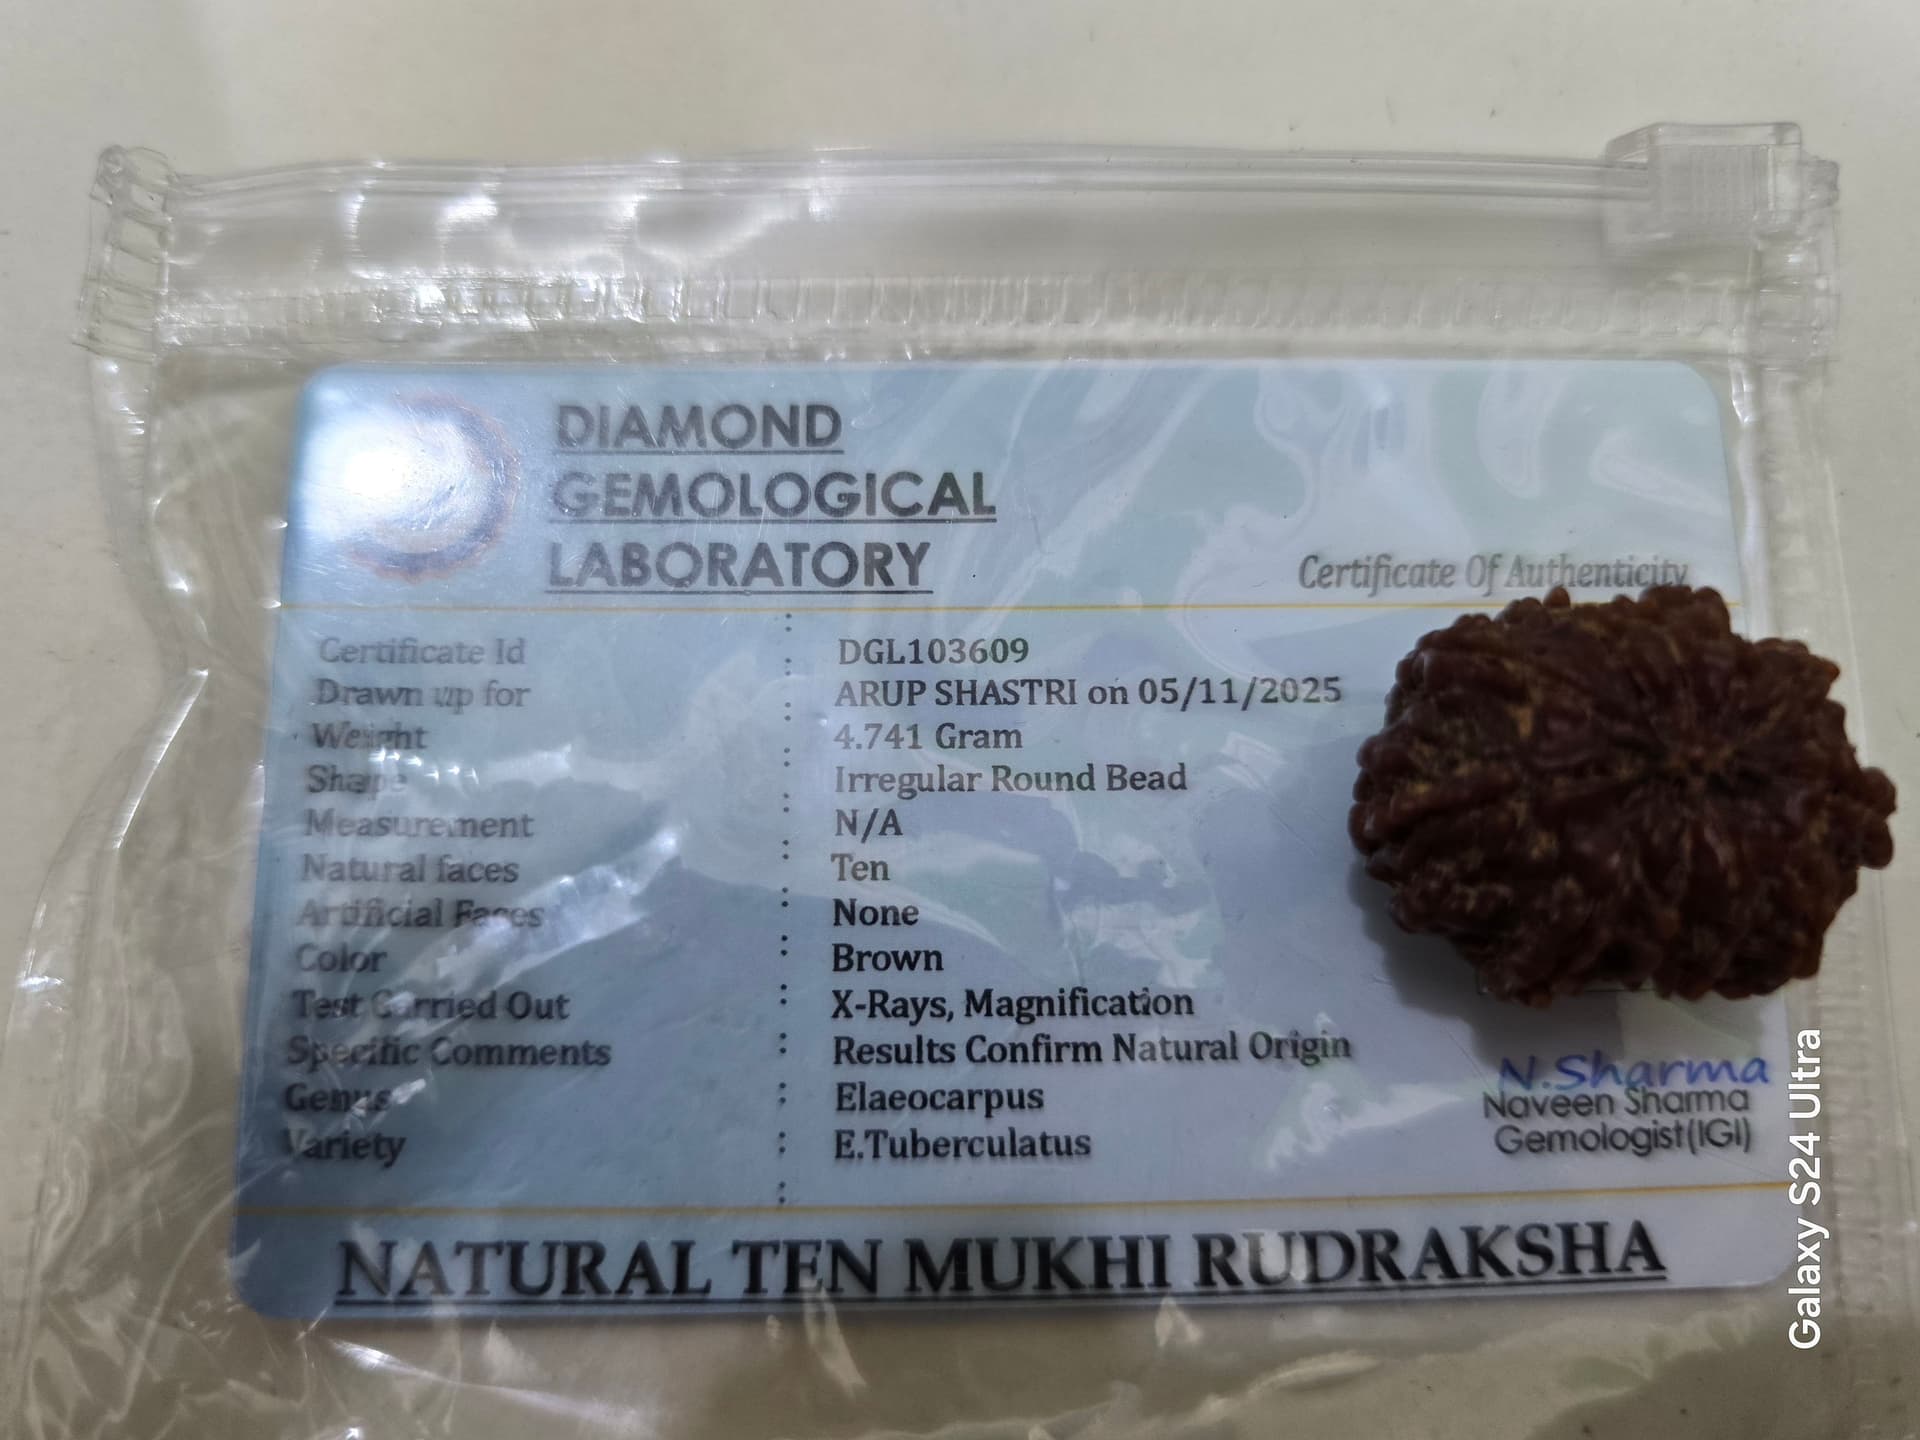 DIAMOND
GEMOLOGICAL
LABORATORY
Certificate Of Authenticity
Certificate Id : DGL103609
Drawn up for : ARUP SHASTRI on 05/11/2025
Weight : 4.741 Gram
Shape : Irregular Round Bead
Measurement : N/A
Natural faces : Ten
Artificial Faces : None
Color : Brown
Test Carried Out : X-Rays, Magnification
Specific Comments : Results Confirm Natural Origin
Genus : Elaeocarpus
Variety : E.Tuberculatus
N.Sharma
Naveen Sharma
Gemologist(IGI)
NATURAL TEN MUKHI RUDRAKSHA
Galaxy S24 Ultra